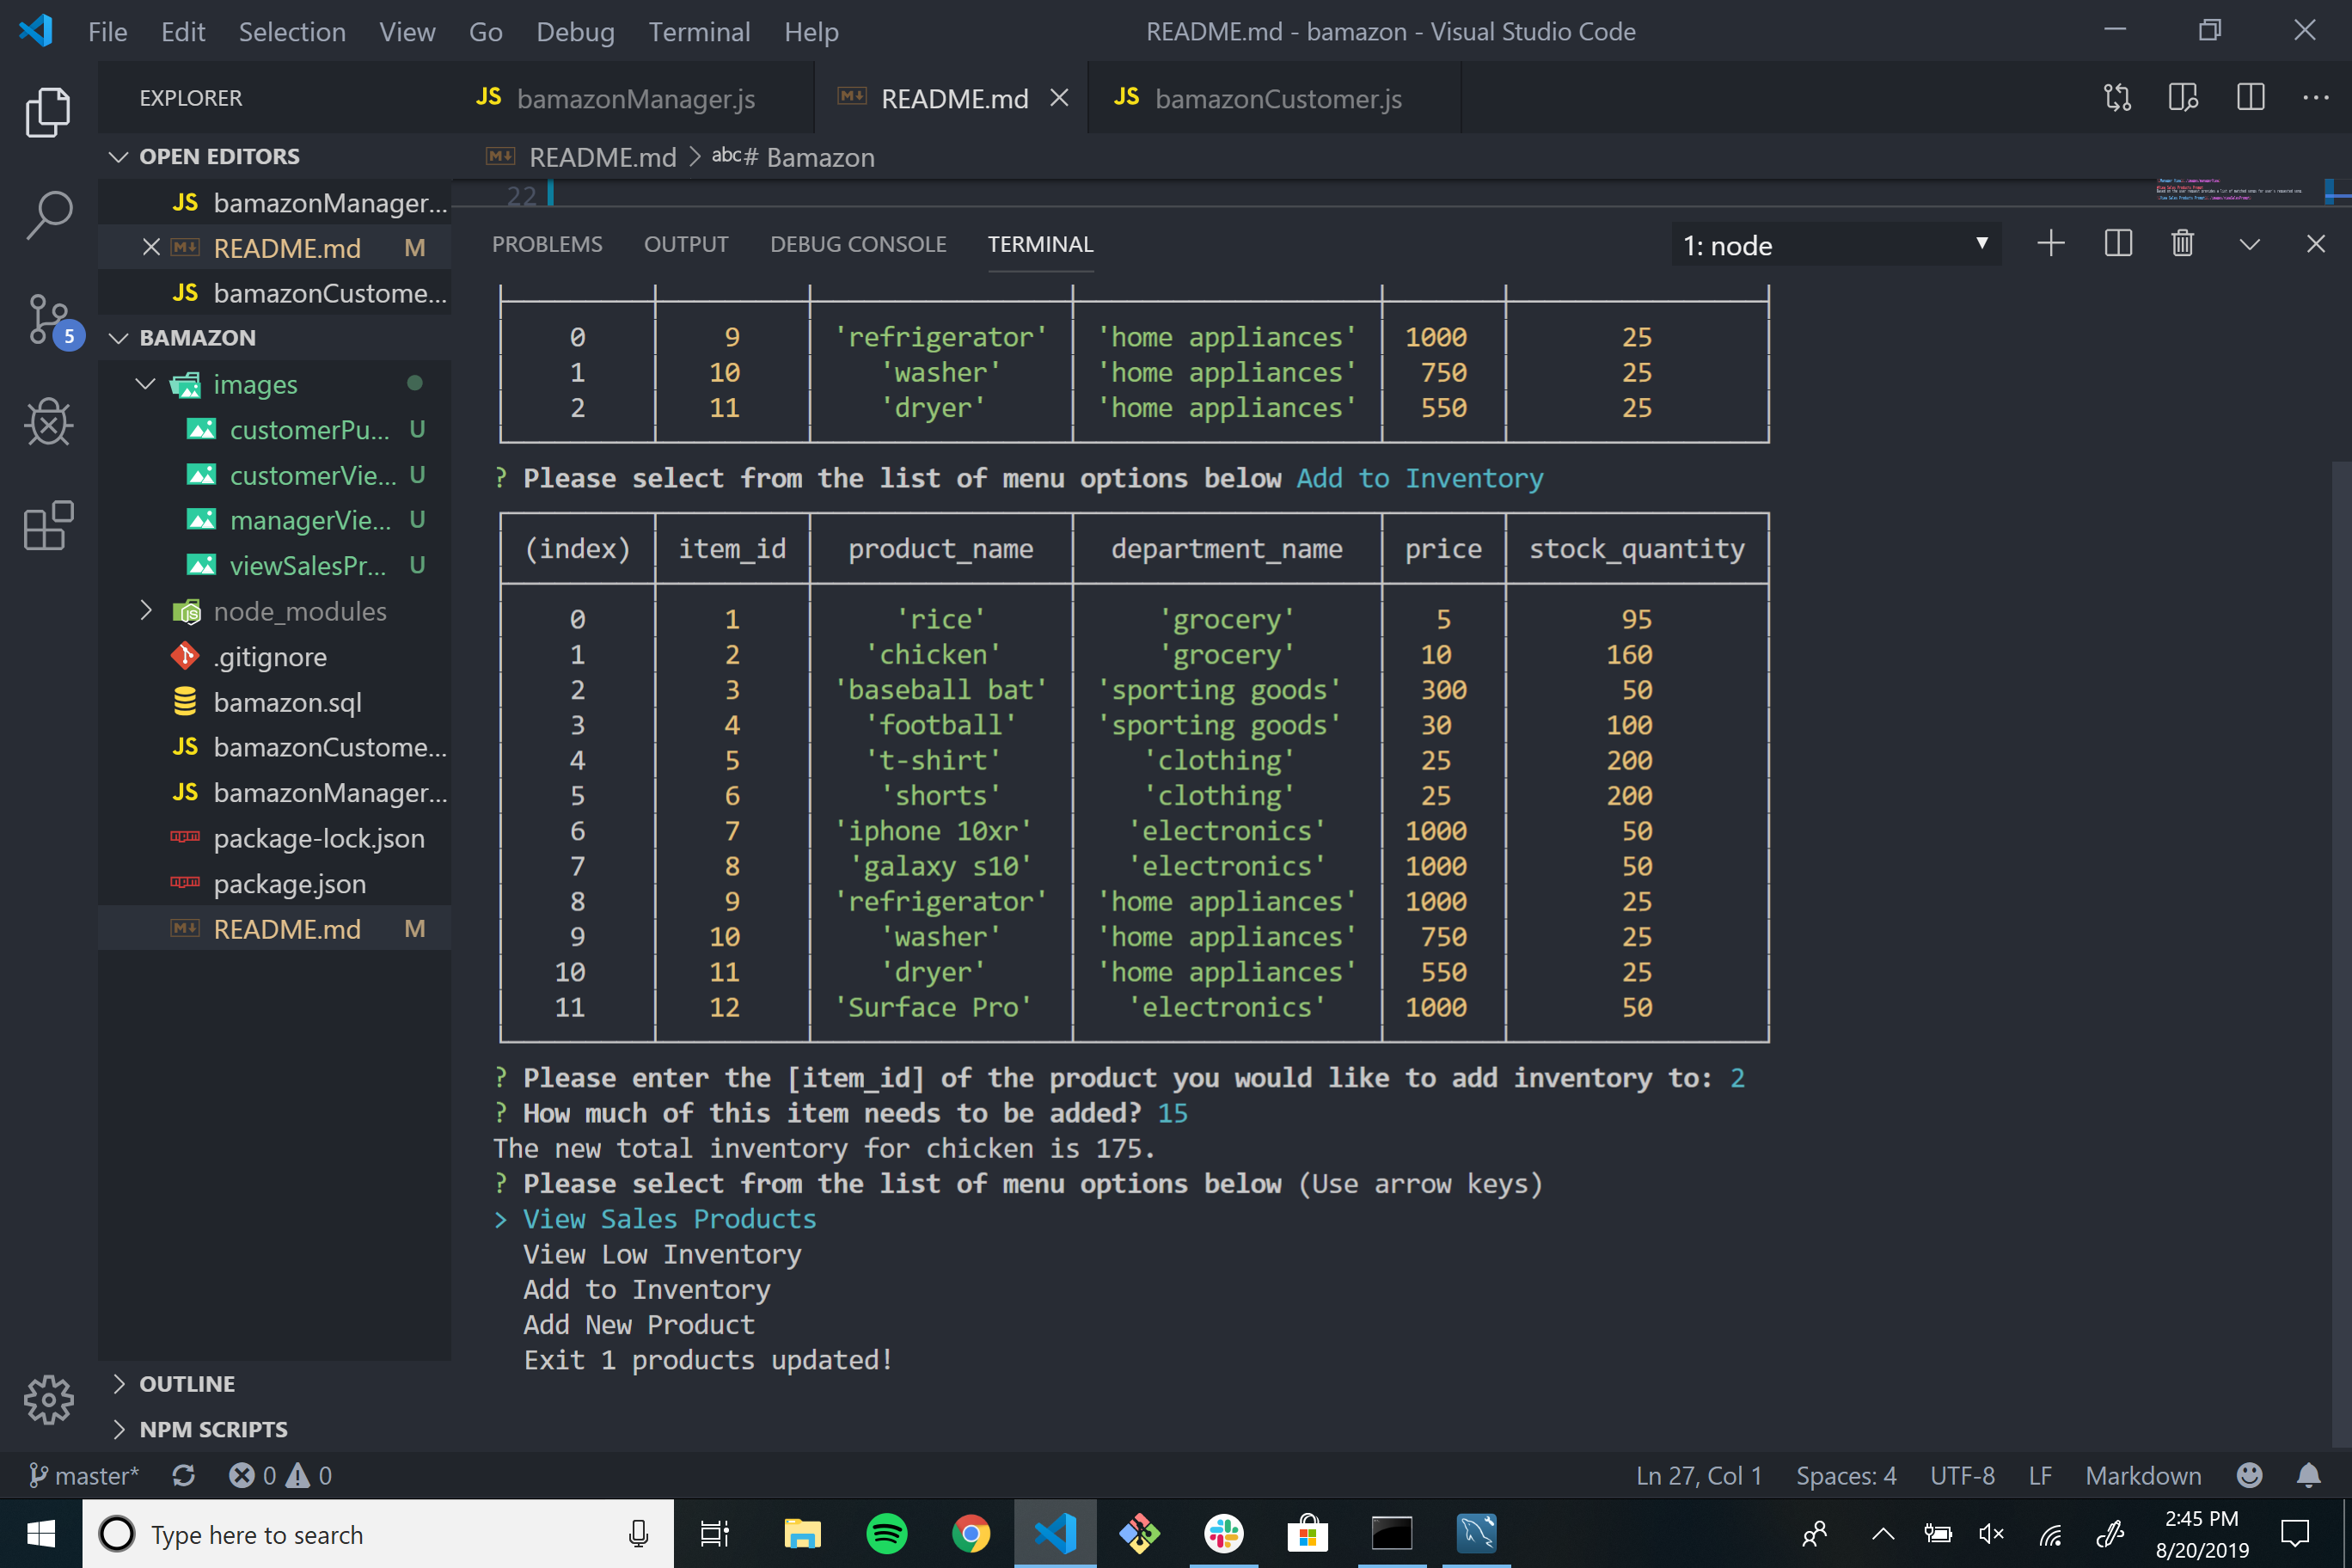 File Edit Selection View Go Debug Terminal Help README.md - bamazon - Visual Studio Code
EXPLORER
JS bamazonManager.js README.md JS bamazonCustomer.js
OPEN EDITORS
JS bamazonManager...
README.md M
JS bamazonCustome...
5
BAMAZON
images
customerPu... U
customerVie... U
managerVie... U
viewSalesPr... U
node_modules
.gitignore
bamazon.sql
JS bamazonCustome...
JS bamazonManager...
package-lock.json
package.json
README.md M
OUTLINE
NPM SCRIPTS
README.md > abc # Bamazon
22
PROBLEMS OUTPUT DEBUG CONSOLE TERMINAL 1: node
0 9 'refrigerator' 'home appliances' 1000 25
1 10 'washer' 'home appliances' 750 25
2 11 'dryer' 'home appliances' 550 25
? Please select from the list of menu options below Add to Inventory
(index) item_id product_name department_name price stock_quantity
0 1 'rice' 'grocery' 5 95
1 2 'chicken' 'grocery' 10 160
2 3 'baseball bat' 'sporting goods' 300 50
3 4 'football' 'sporting goods' 30 100
4 5 't-shirt' 'clothing' 25 200
5 6 'shorts' 'clothing' 25 200
6 7 'iphone 10xr' 'electronics' 1000 50
7 8 'galaxy s10' 'electronics' 1000 50
8 9 'refrigerator' 'home appliances' 1000 25
9 10 'washer' 'home appliances' 750 25
10 11 'dryer' 'home appliances' 550 25
11 12 'Surface Pro' 'electronics' 1000 50
? Please enter the [item_id] of the product you would like to add inventory to: 2
? How much of this item needs to be added? 15
The new total inventory for chicken is 175.
? Please select from the list of menu options below (Use arrow keys)
> View Sales Products
View Low Inventory
Add to Inventory
Add New Product
Exit 1 products updated!
master* 0 0 Ln 27, Col 1 Spaces: 4 UTF-8 LF Markdown
Type here to search
2:45 PM
8/20/2019